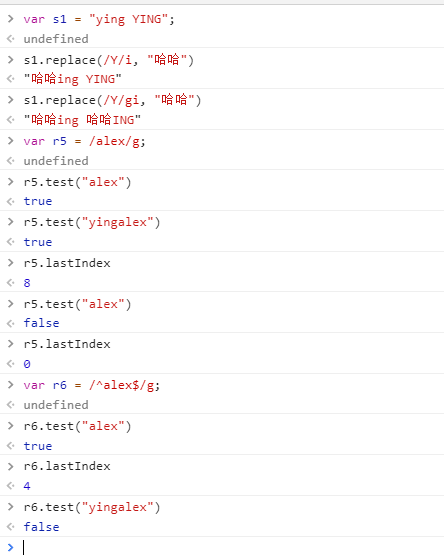 var s1 = "ying YING";
undefined
s1.replace(/Y/i, "哈哈")
"哈哈ing YING"
s1.replace(/Y/gi, "哈哈")
"哈哈ing 哈哈ING"
var r5 = /alex/g;
undefined
r5.test("alex")
true
r5.test("yingalex")
true
r5.lastIndex
8
r5.test("alex")
false
r5.lastIndex
0
var r6 = /^alex$/g;
undefined
r6.test("alex")
true
r6.lastIndex
4
r6.test("yingalex")
false